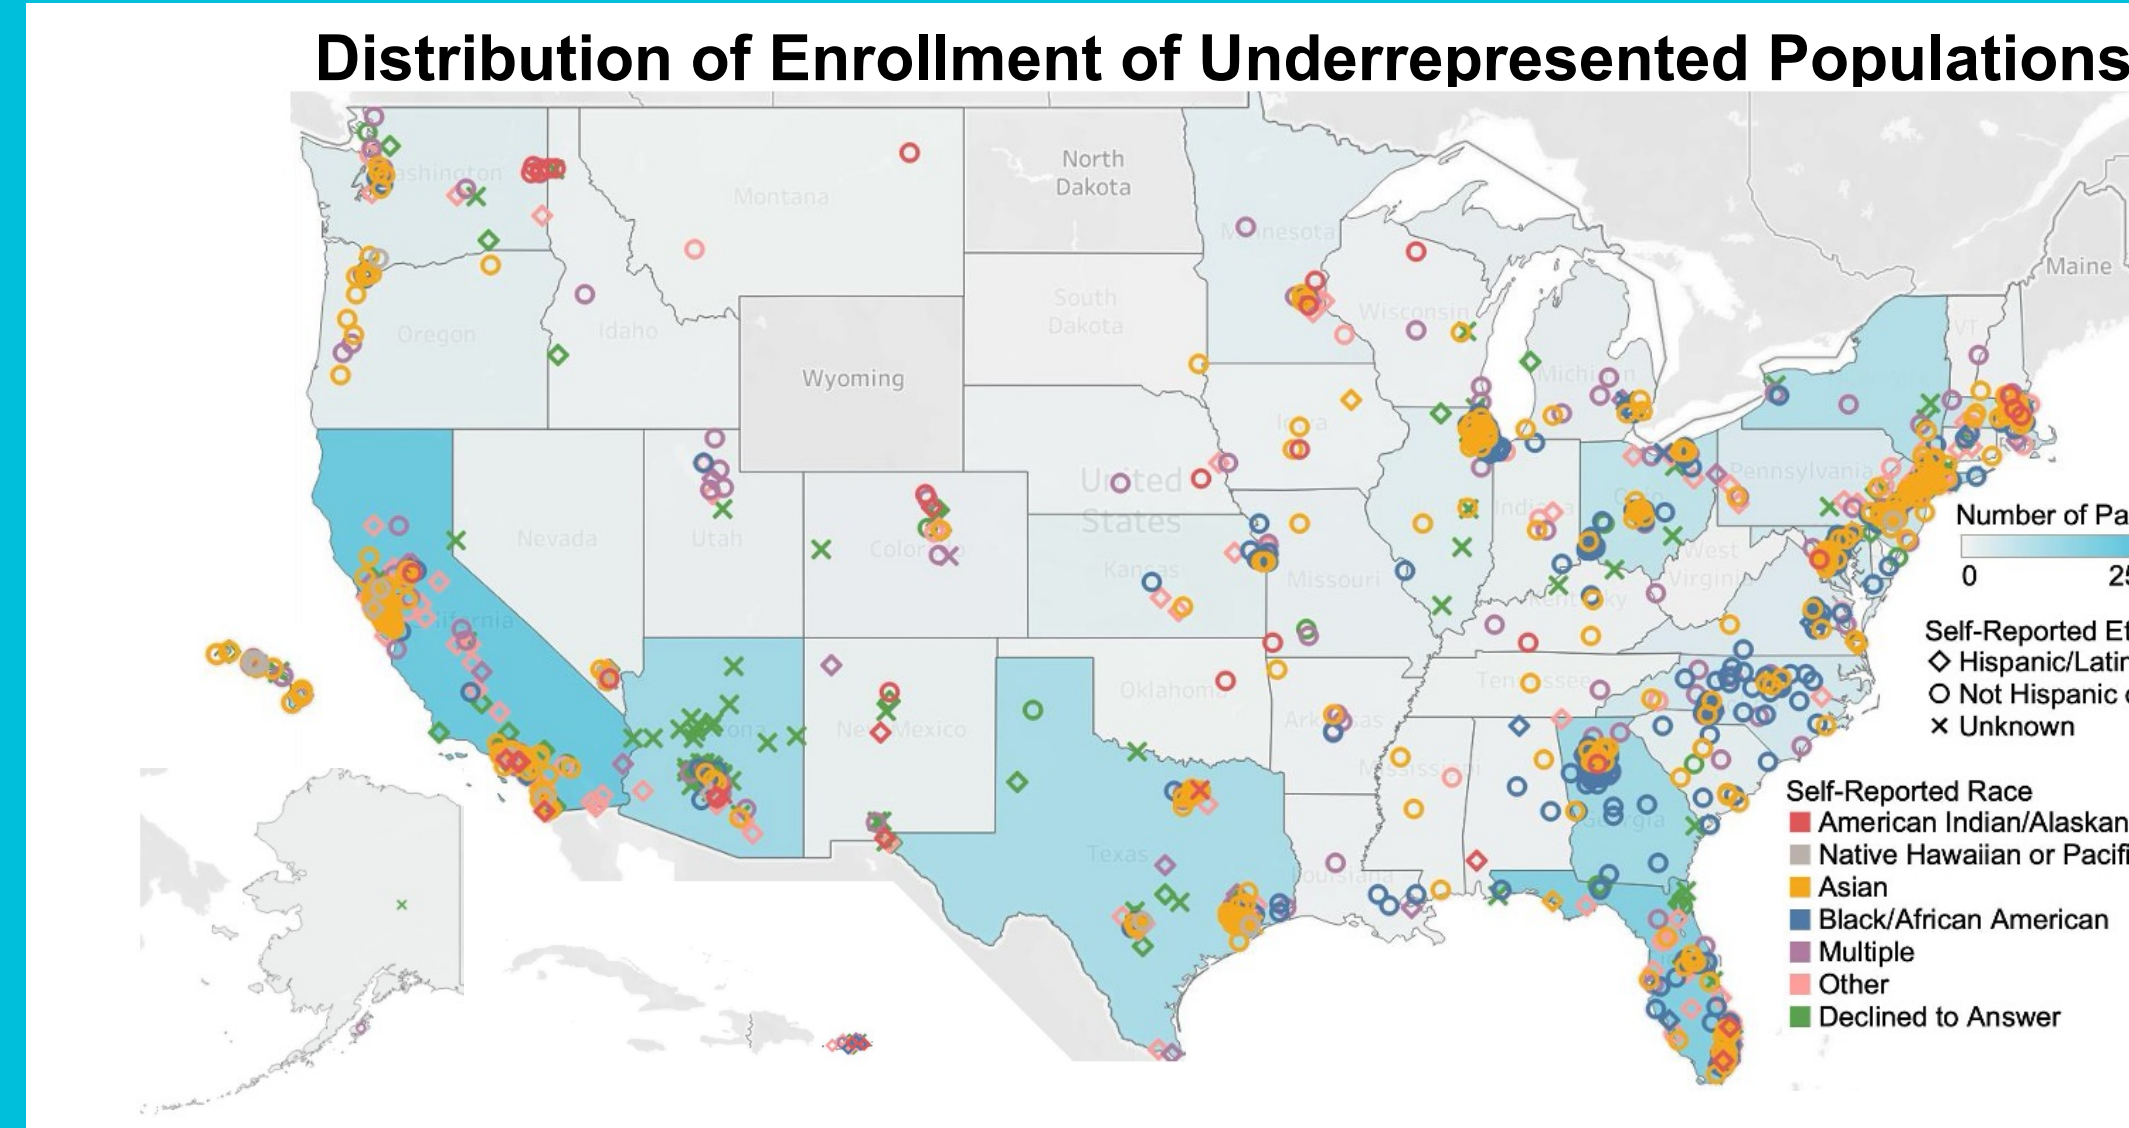 Distribution of Enrollment of Underrepresented Populations
North
Dakota
Montana
Maine
South
Dakota
Wisconsin
VT
Oregon
Idaho
Wyoming
Michigan
Iowa
Pennsylvania
United
States
Indiana
Ohio
Nevada
Utah
Colorado
Kansas
Missouri
West
Virginia
Kentucky
Oklahoma
Tennessee
New Mexico
Arkansas
Mississippi
Georgia
Texas
Louisiana
Number of Pa
0
25
Self-Reported Et
Hispanic/Latin
Not Hispanic o
Unknown
Self-Reported Race
American Indian/Alaskan
Native Hawaiian or Pacifi
Asian
Black/African American
Multiple
Other
Declined to Answer